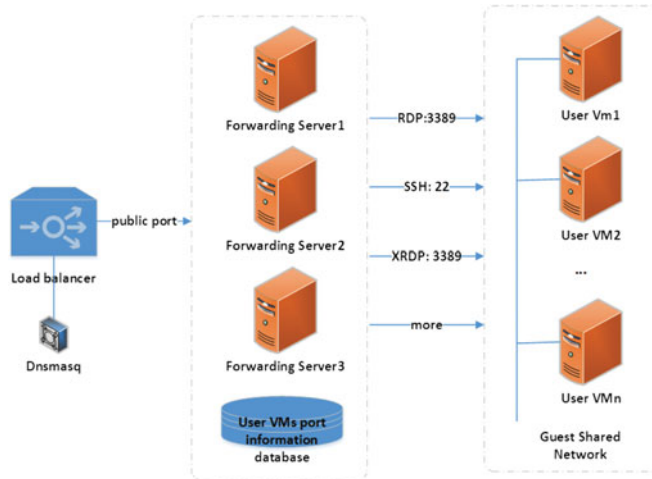 Load balancer
Dnsmasq
public port
Forwarding Server1
Forwarding Server2
Forwarding Server3
User VMs port
information
database
RDP:3389
SSH: 22
XRDP: 3389
more
User Vm1
User VM2
...
User VMn
Guest Shared
Network